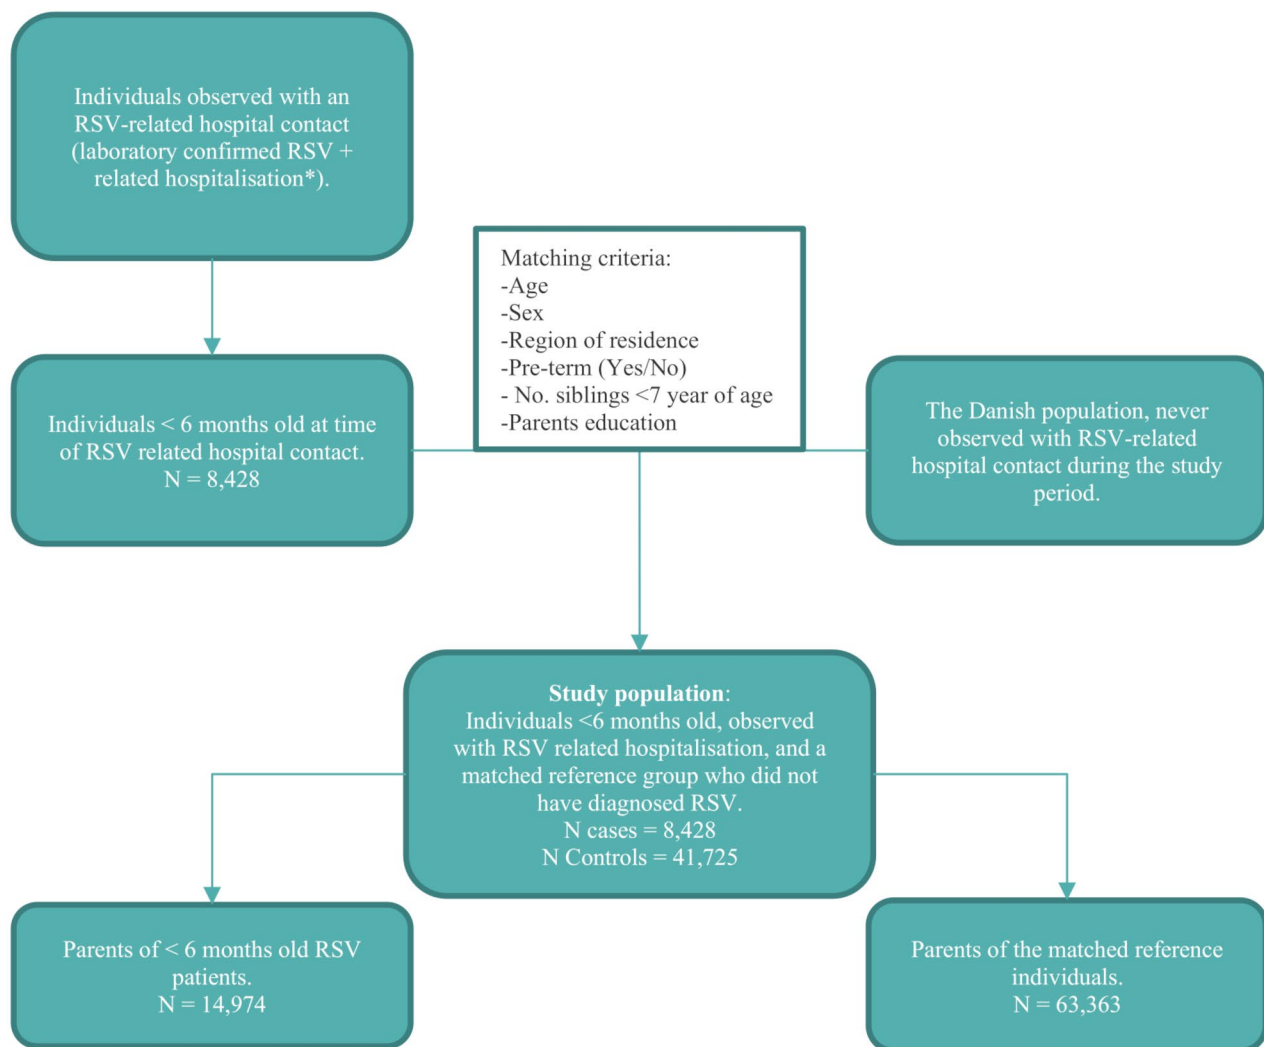 Individuals observed with an
RSV-related hospital contact
(laboratory confirmed RSV +
related hospitalisation*).
Matching criteria:
-Age
-Sex
-Region of residence
-Pre-term (Yes/No)
- No. siblings <7 year of age
-Parents education
Individuals < 6 months old at time
of RSV related hospital contact.
N = 8,428
The Danish population, never
observed with RSV-related
hospital contact during the study
period.
Study population:
Individuals <6 months old, observed
with RSV related hospitalisation, and a
matched reference group who did not
have diagnosed RSV.
N cases = 8,428
N Controls = 41,725
Parents of < 6 months old RSV
patients.
N = 14,974
Parents of the matched reference
individuals.
N = 63,363